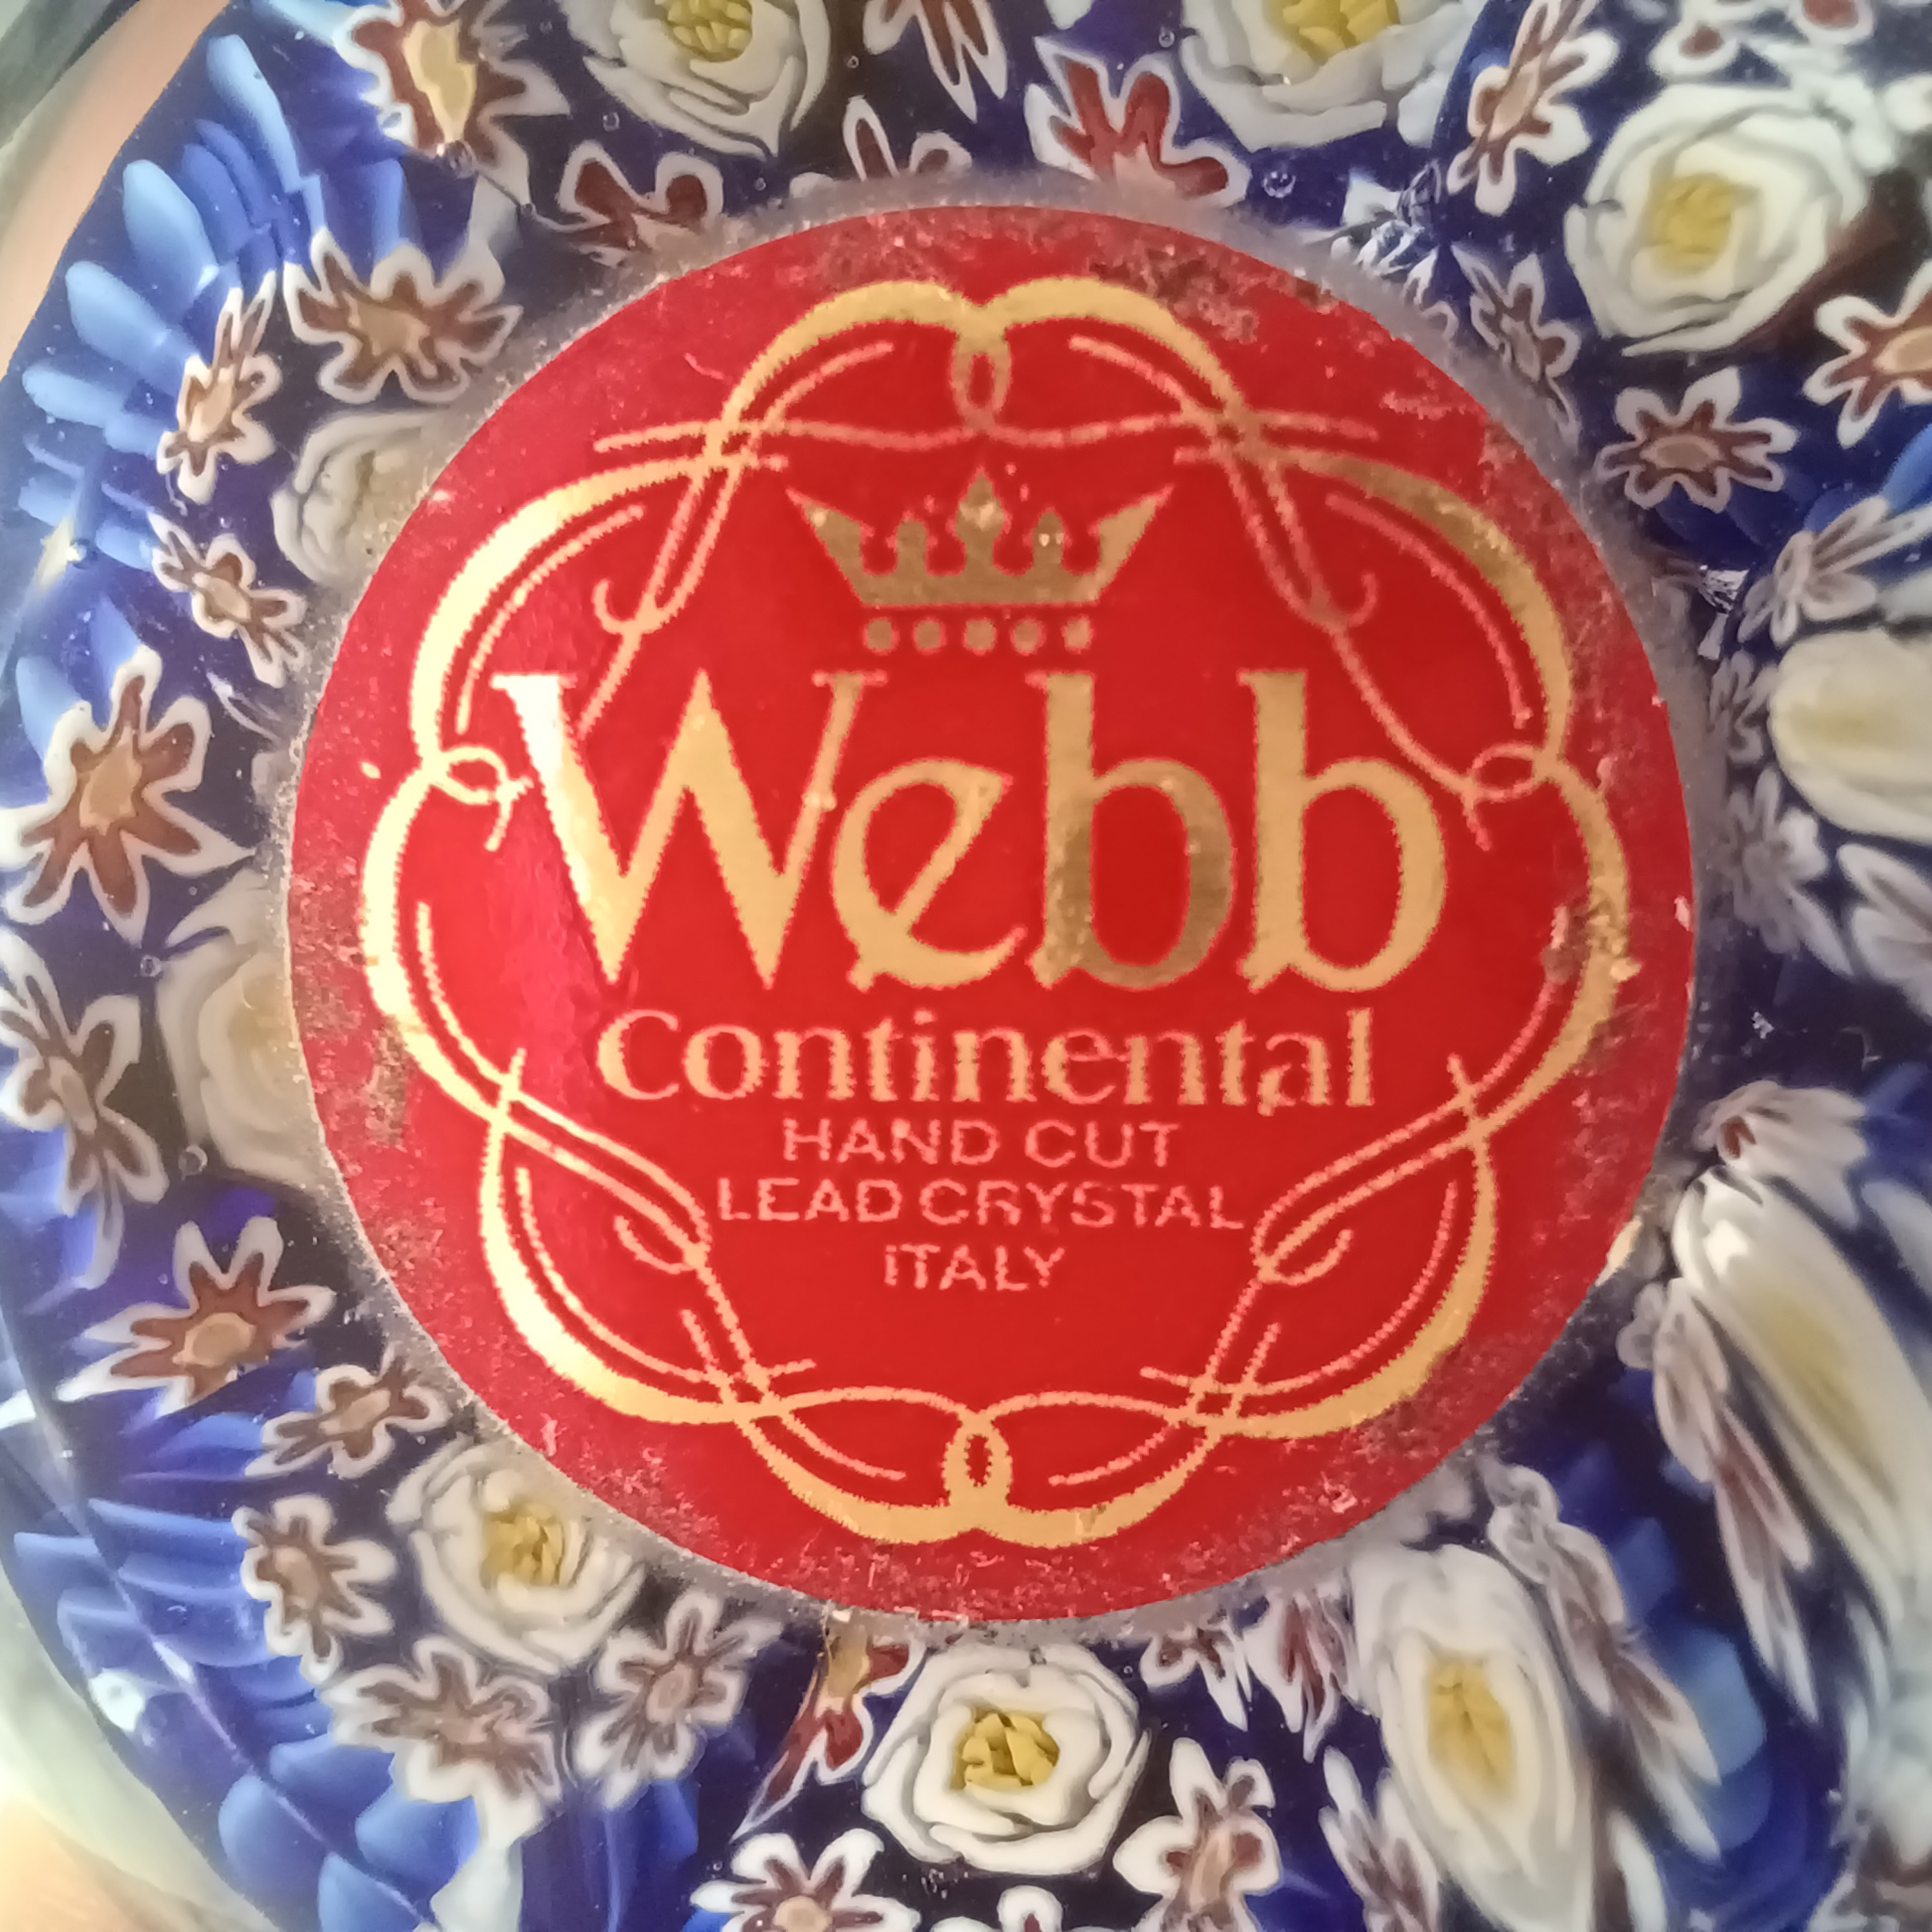 Webb
Continental
HAND CUT
LEAD CRYSTAL
ITALY